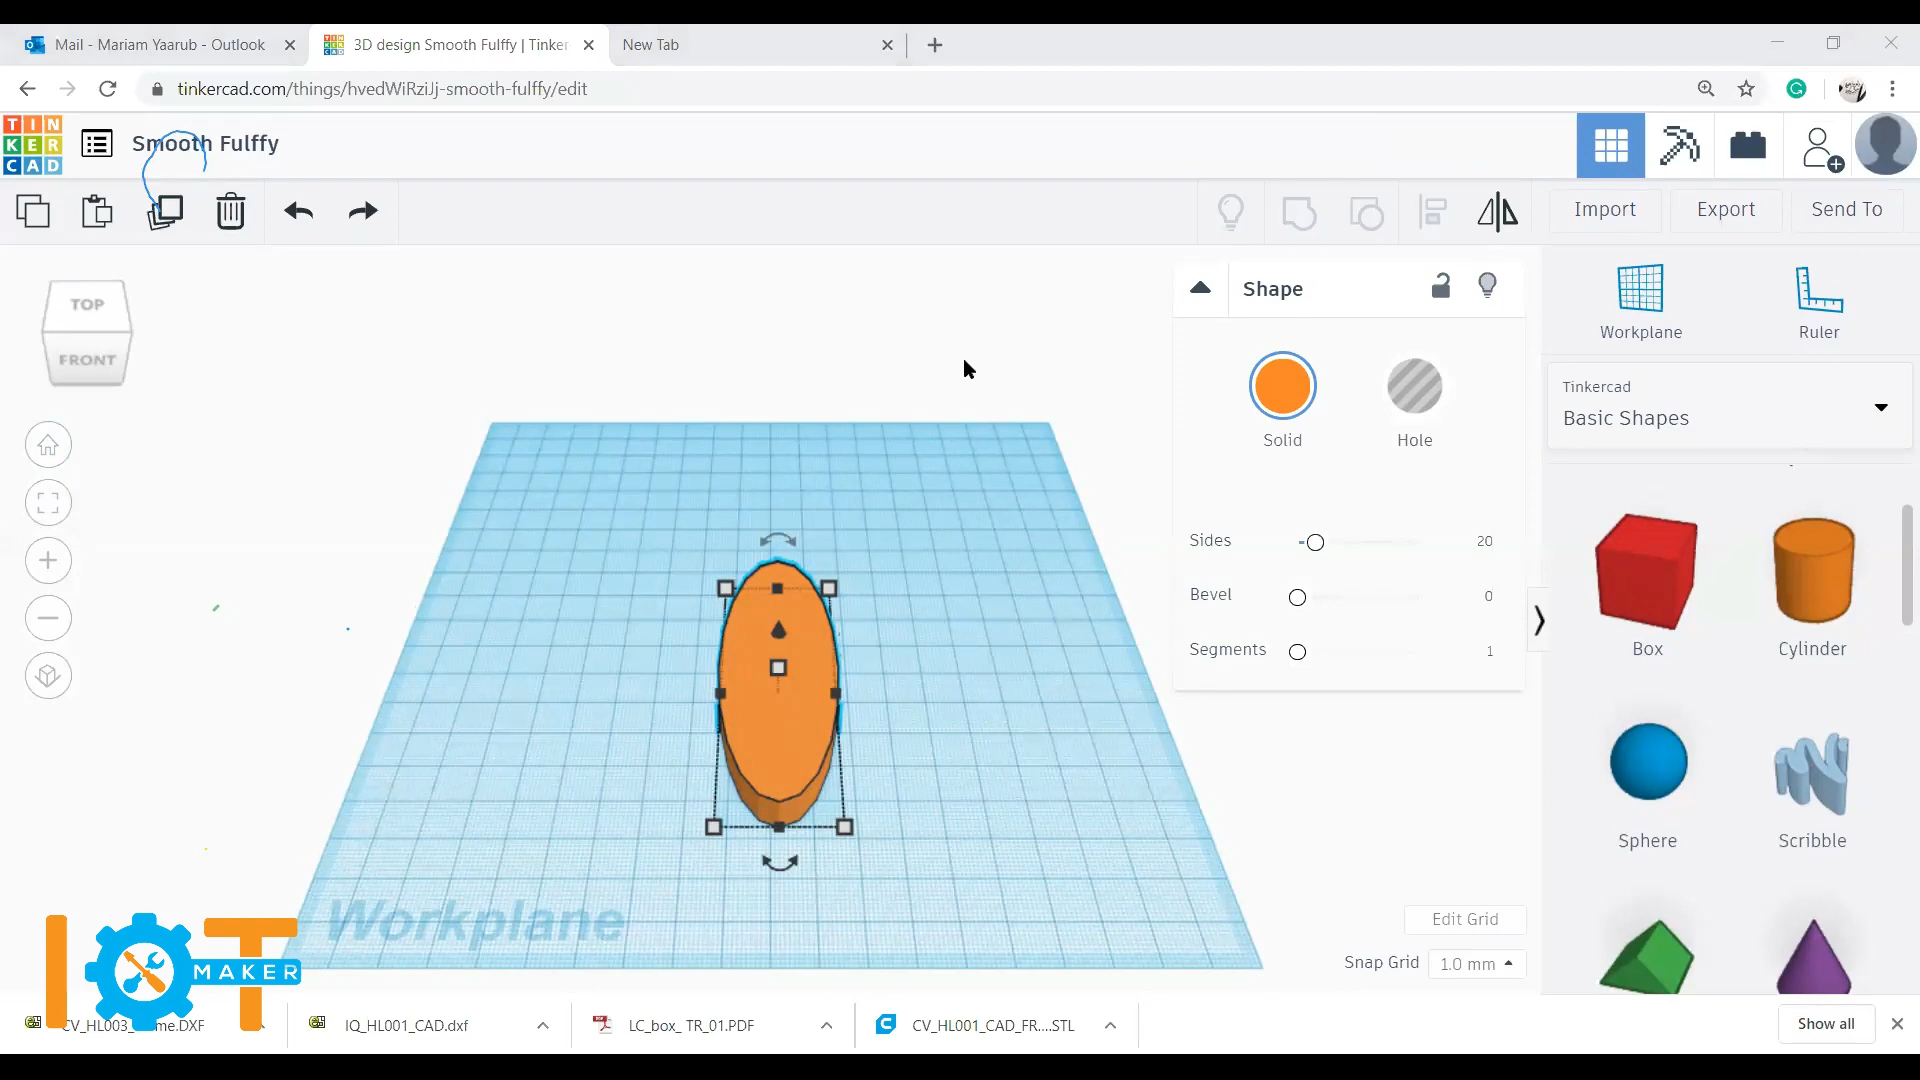 Mail - Mariam Yaarub - Outlook
3D design Smooth Fulffy | Tinker
New Tab
tinkercad.com/things/hvedWiRziJj-smooth-fulffy/edit
TIN
KER
CAD
Smooth Fulffy
Import
Export
Send To
TOP
FRONT
Shape
Solid
Hole
Sides 20
Bevel 0
Segments 1
Workplane
Ruler
Tinkercad
Basic Shapes
Box
Cylinder
Sphere
Scribble
Workplane
Edit Grid
Snap Grid 1.0 mm
IOT
MAKER
IQ_HL001_CAD.dxf
LC_box_ TR_01.PDF
CV_HL001_CAD_FR....STL
Show all